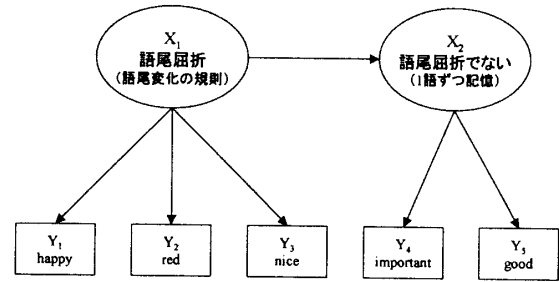 X₁
語尾屈折
(語尾変化の規則)
X₂
語尾屈折でない
(1語ずつ記憶)
Y₁
happy
Y₂
red
Y₃
nice
Y₄
important
Y₅
good